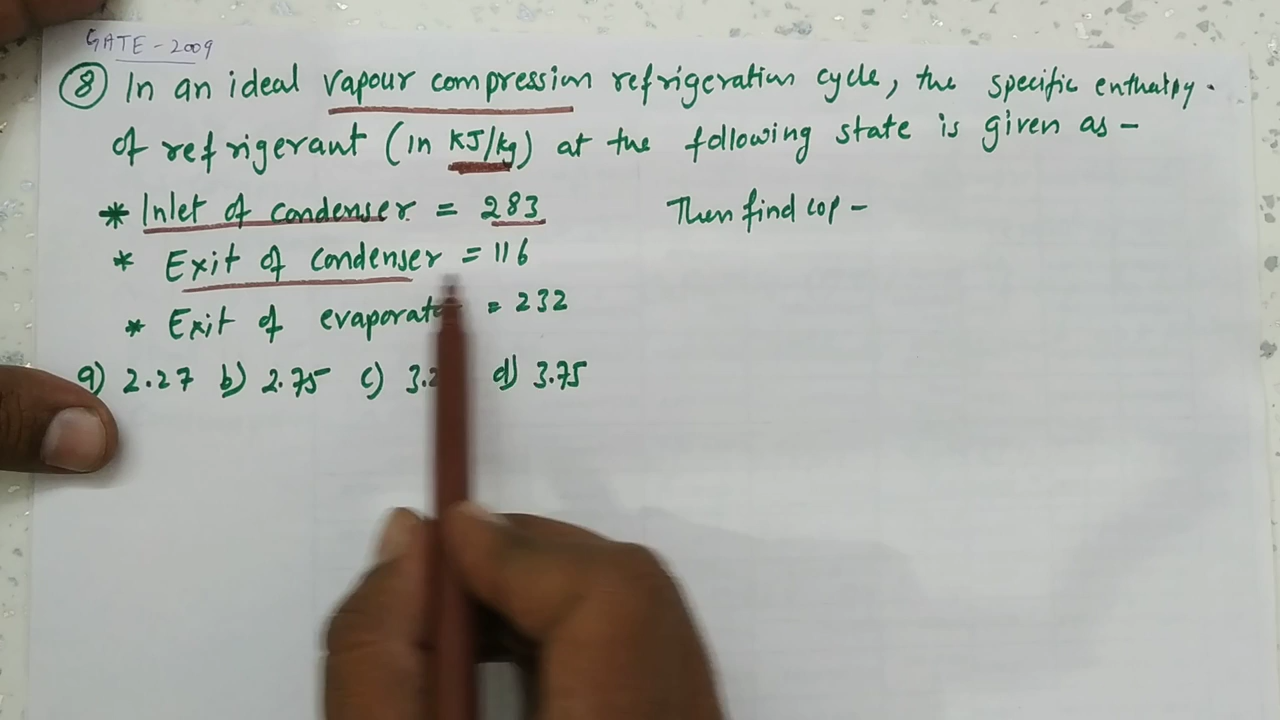 GATE - 2009
⑧ In an ideal vapour compression refrigeration cycle, the specific enthalpy.
of refrigerant (in KJ/kg) at the following state is given as -
* Inlet of condenser = 283 Then find cop -
* Exit of condenser = 116
* Exit of = 232
a) 2.27 b) 2.75 c) d) 3.75